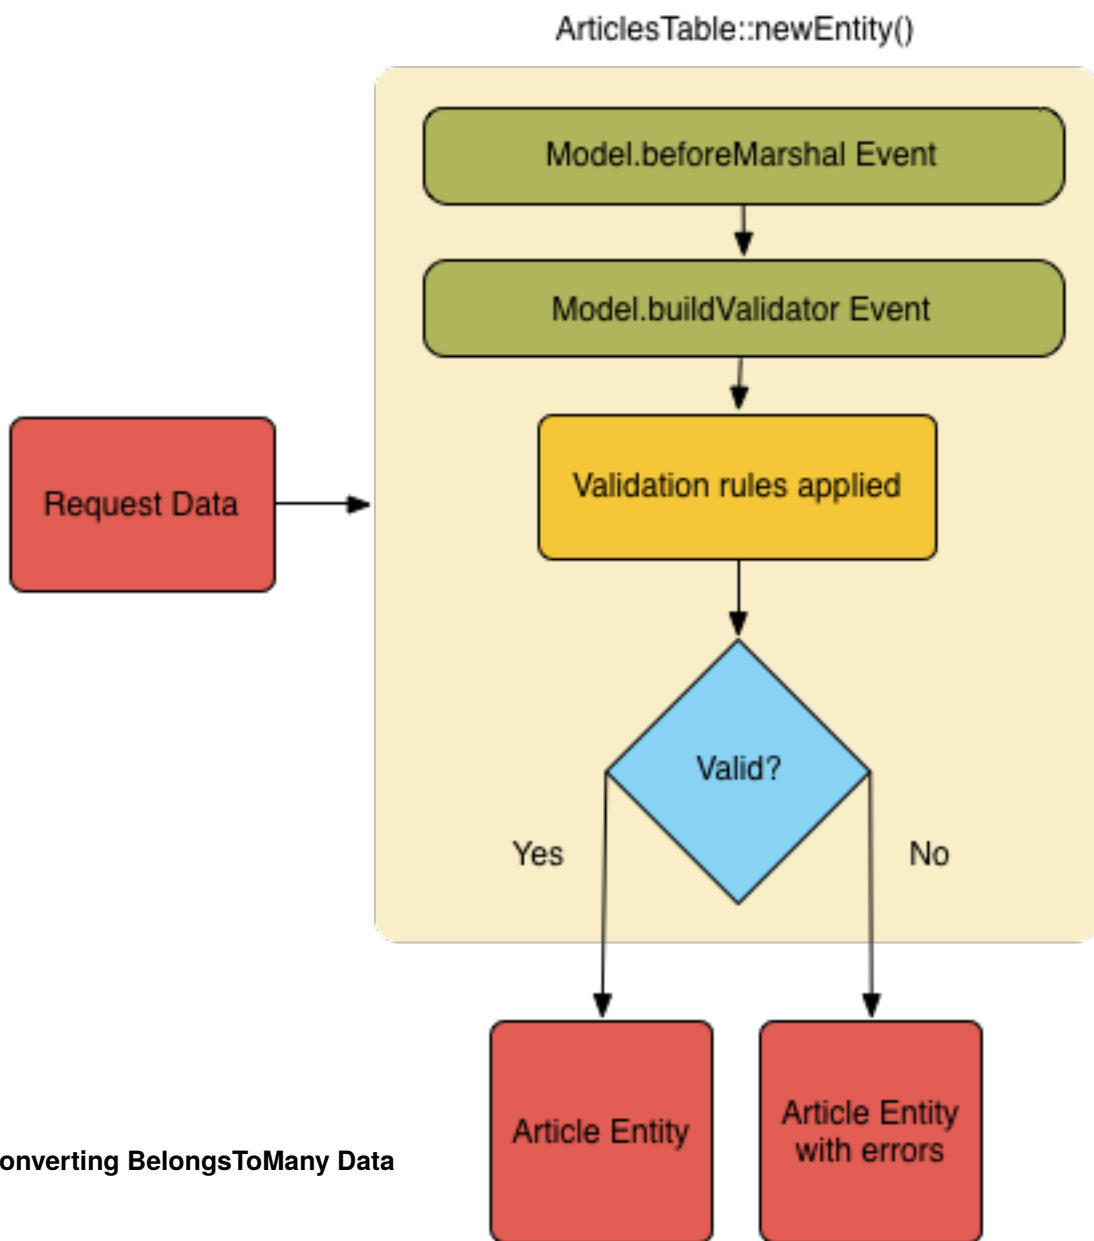 ArticlesTable::newEntity()
Model.beforeMarshal Event
Model.buildValidator Event
Request Data
Validation rules applied
Valid?
Yes
No
Article Entity
Article Entity
with errors
onverting BelongsToMany Data